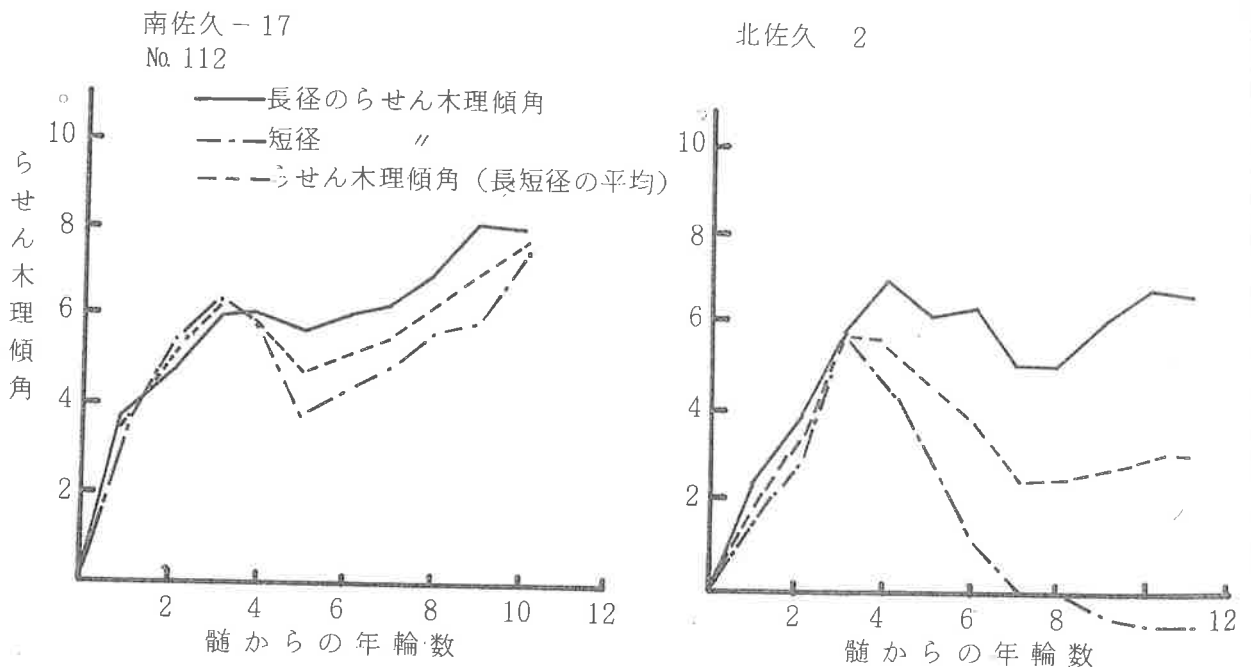 南佐久－17
No. 112
北佐久 2
長径のらせん木理傾角
短径 〃
らせん木理傾角（長短径の平均）
らせん木理傾角
10
8
6
4
2
2 4 6 8 10 12
髄からの年輪数
10
8
6
4
2
2 4 6 8 12
髄からの年輪数